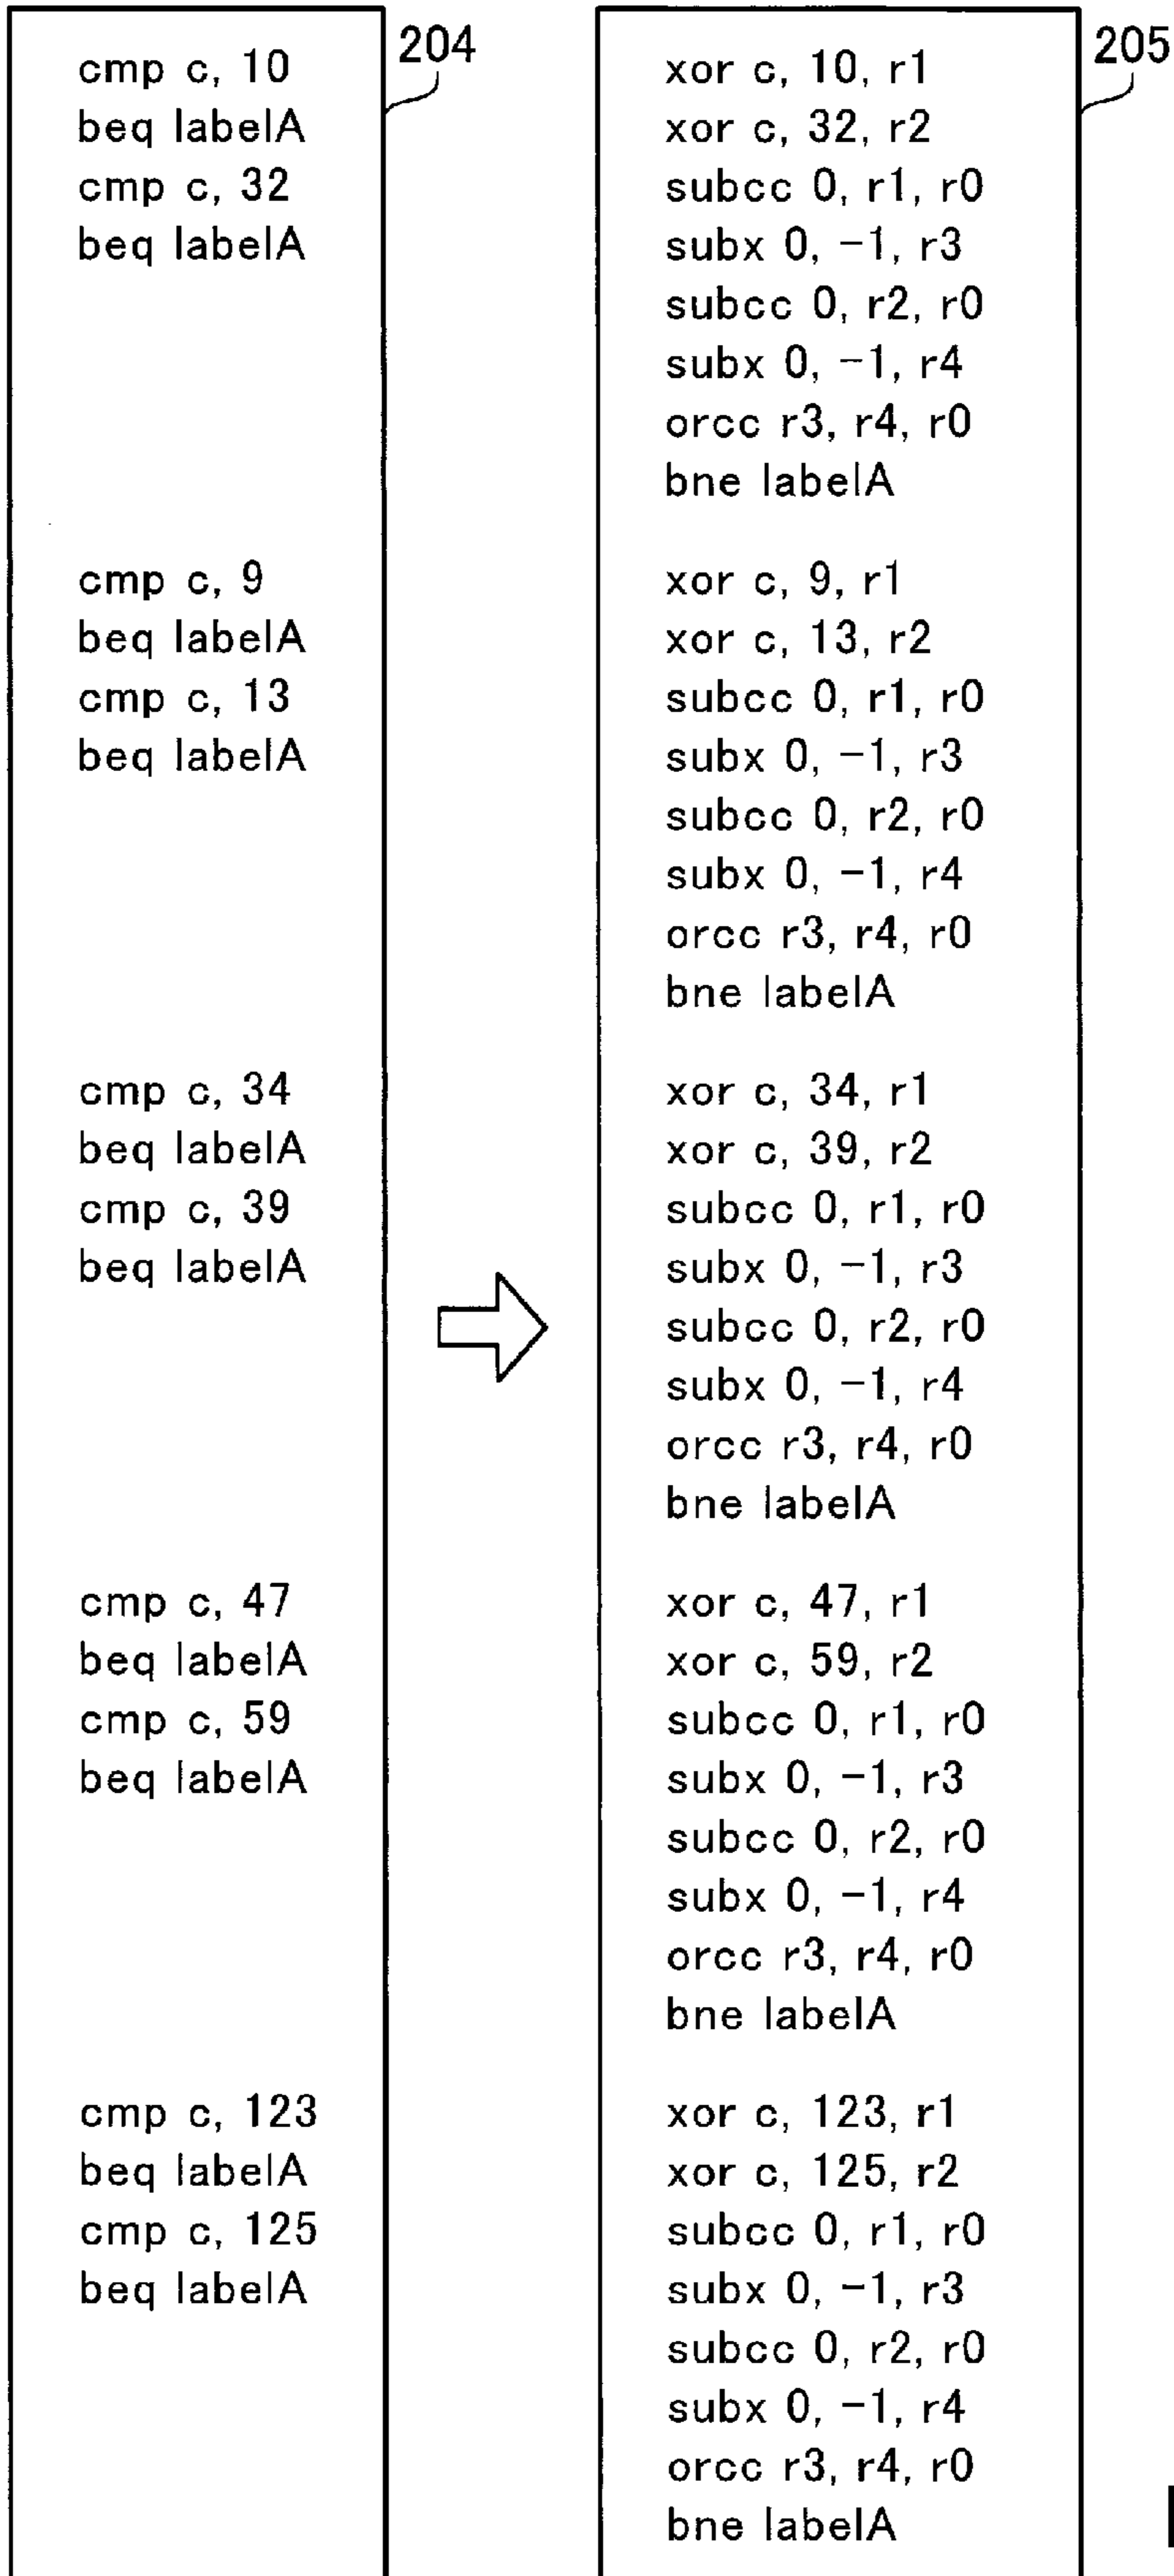 204
cmp c, 10
beq labelA
cmp c, 32
beq labelA
cmp c, 9
beq labelA
cmp c, 13
beq labelA
cmp c, 34
beq labelA
cmp c, 39
beq labelA
cmp c, 47
beq labelA
cmp c, 59
beq labelA
cmp c, 123
beq labelA
cmp c, 125
beq labelA
205
xor c, 10, r1
xor c, 32, r2
subcc 0, r1, r0
subx 0, −1, r3
subcc 0, r2, r0
subx 0, −1, r4
orcc r3, r4, r0
bne labelA
xor c, 9, r1
xor c, 13, r2
subcc 0, r1, r0
subx 0, −1, r3
subcc 0, r2, r0
subx 0, −1, r4
orcc r3, r4, r0
bne labelA
xor c, 34, r1
xor c, 39, r2
subcc 0, r1, r0
subx 0, −1, r3
subcc 0, r2, r0
subx 0, −1, r4
orcc r3, r4, r0
bne labelA
xor c, 47, r1
xor c, 59, r2
subcc 0, r1, r0
subx 0, −1, r3
subcc 0, r2, r0
subx 0, −1, r4
orcc r3, r4, r0
bne labelA
xor c, 123, r1
xor c, 125, r2
subcc 0, r1, r0
subx 0, −1, r3
subcc 0, r2, r0
subx 0, −1, r4
orcc r3, r4, r0
bne labelA